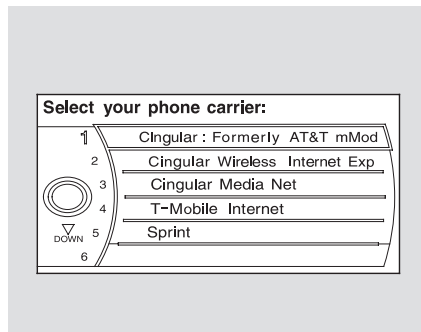 Select your phone carrier:
1 Cingular : Formerly AT&T mMod
2 Cingular Wireless Internet Exp
3 Cingular Media Net
4 T-Mobile Internet
5 Sprint
DOWN
6